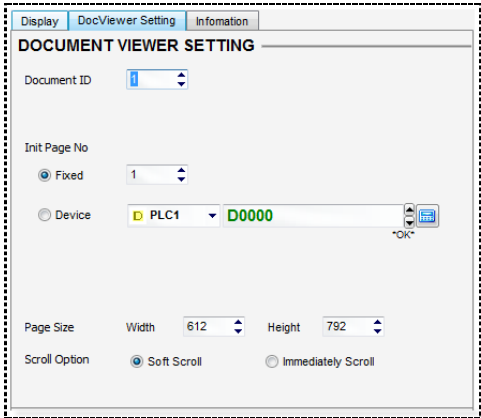 Display DocViewer Setting Infomation
DOCUMENT VIEWER SETTING
Document ID 1
Init Page No
Fixed 1
Device D PLC1 D0000
"OK"
Page Size Width 612 Height 792
Scroll Option Soft Scroll Immediately Scroll